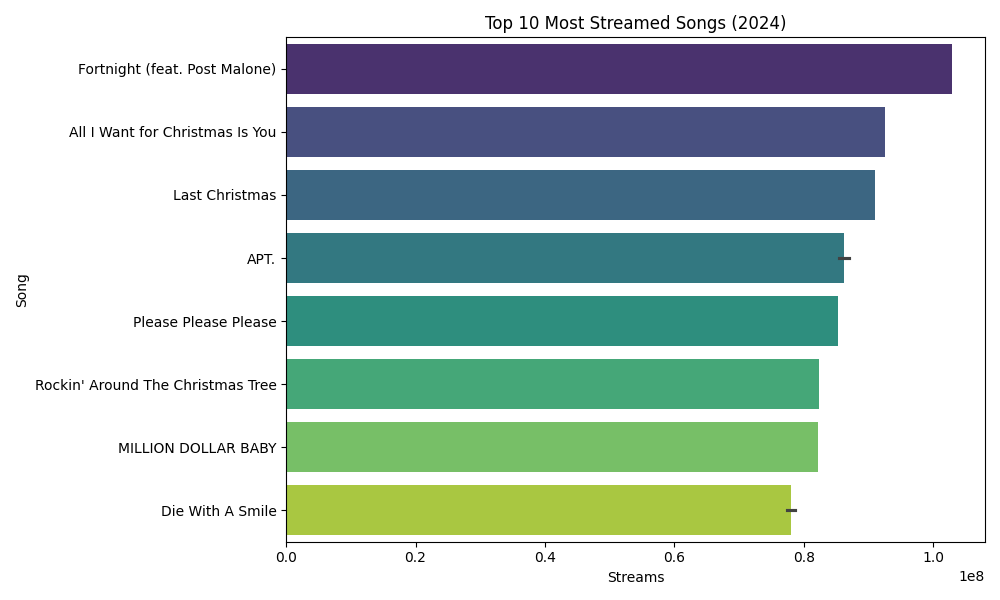 Top 10 Most Streamed Songs (2024)
Song
Fortnight (feat. Post Malone)
All I Want for Christmas Is You
Last Christmas
APT.
Please Please Please
Rockin' Around The Christmas Tree
MILLION DOLLAR BABY
Die With A Smile
0.0 0.2 0.4 0.6 0.8 1.0
1e8
Streams